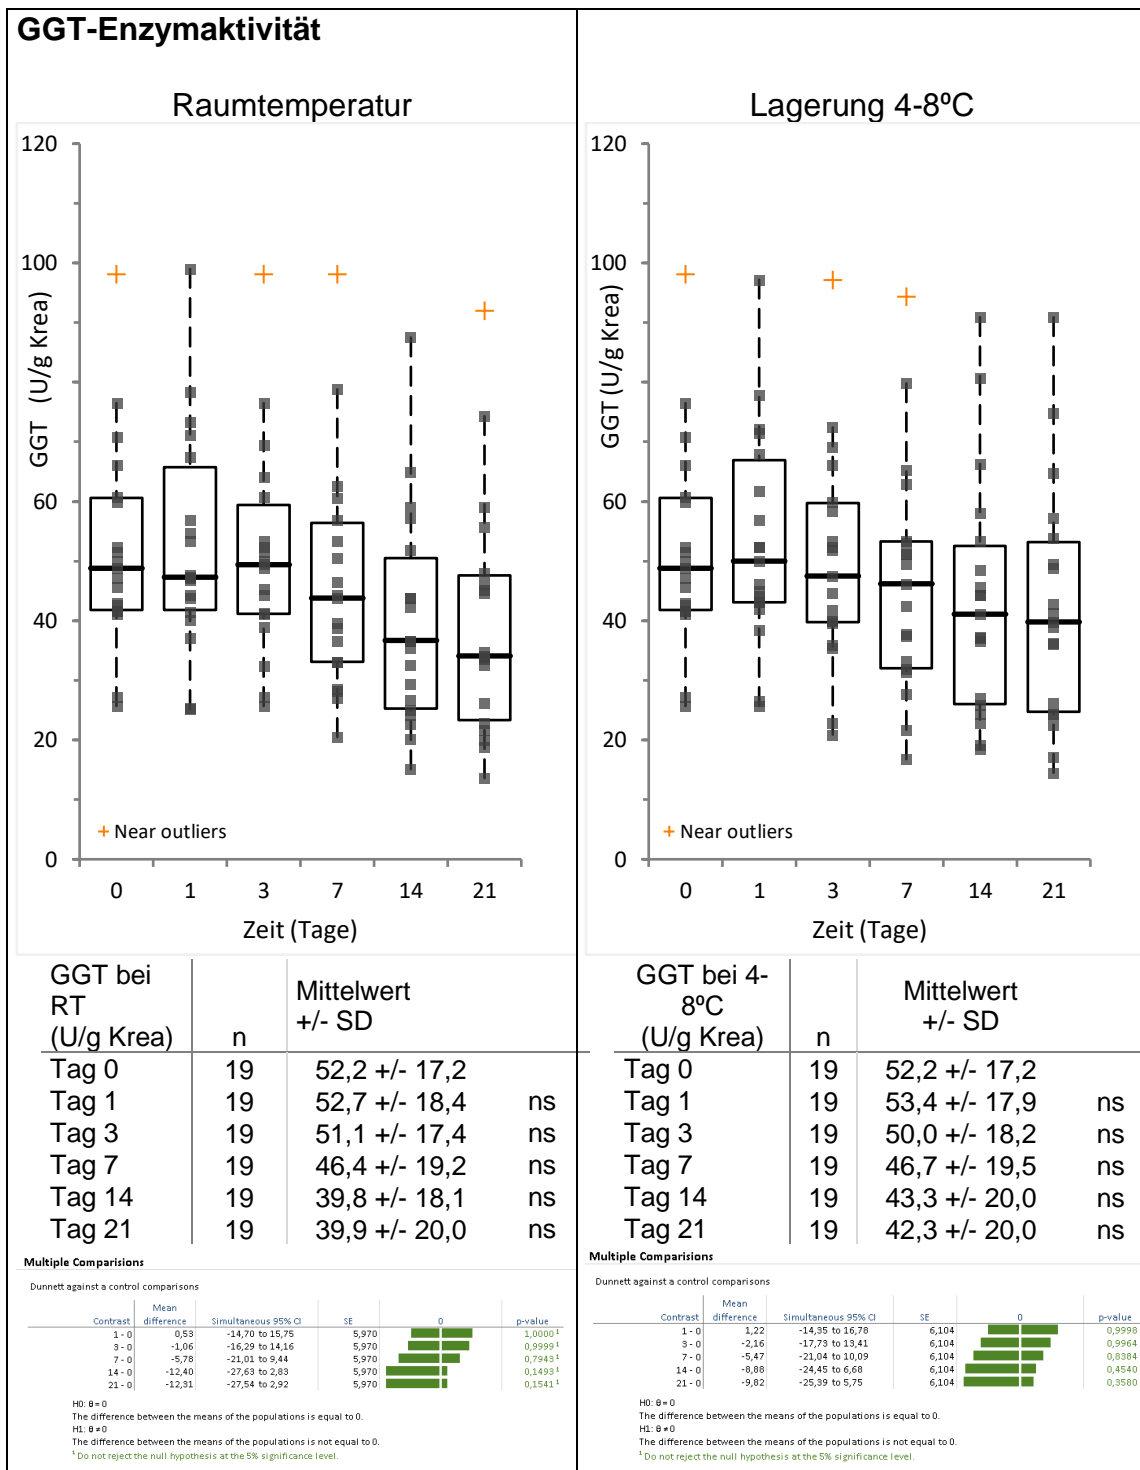 GGT-Enzymaktivität
Raumtemperatur
120
100
80
60
40
20
0
GGT (U/g Krea)
+ Near outliers
0 1 3 7 14 21
Zeit (Tage)
GGT bei
RT
(U/g Krea) n Mittelwert
+/- SD
Tag 0 19 52,2 +/- 17,2
Tag 1 19 52,7 +/- 18,4 ns
Tag 3 19 51,1 +/- 17,4 ns
Tag 7 19 46,4 +/- 19,2 ns
Tag 14 19 39,8 +/- 18,1 ns
Tag 21 19 39,9 +/- 20,0 ns
Multiple Comparisions
Dunnett against a control comparisons
Contrast Mean difference Simultaneous 95% CI SE 0 p-value
1 - 0 0,53 -14,70 to 15,75 5,970 1,0000 ¹
3 - 0 -1,06 -16,29 to 14,16 5,970 0,9999 ¹
7 - 0 -5,78 -21,01 to 9,44 5,970 0,7943 ¹
14 - 0 -12,40 -27,63 to 2,83 5,970 0,1493 ¹
21 - 0 -12,31 -27,54 to 2,92 5,970 0,1541 ¹
H0: θ = 0
The difference between the means of the populations is equal to 0.
H1: θ ≠ 0
The difference between the means of the populations is not equal to 0.
¹ Do not reject the null hypothesis at the 5% significance level.
Lagerung 4-8ºC
120
100
80
60
40
20
0
GGT (U/g Krea)
+ Near outliers
0 1 3 7 14 21
Zeit (Tage)
GGT bei 4-
8ºC
(U/g Krea) n Mittelwert
+/- SD
Tag 0 19 52,2 +/- 17,2
Tag 1 19 53,4 +/- 17,9 ns
Tag 3 19 50,0 +/- 18,2 ns
Tag 7 19 46,7 +/- 19,5 ns
Tag 14 19 43,3 +/- 20,0 ns
Tag 21 19 42,3 +/- 20,0 ns
Multiple Comparisions
Dunnett against a control comparisons
Contrast Mean difference Simultaneous 95% CI SE 0 p-value
1 - 0 1,22 -14,35 to 16,78 6,104 0,9998
3 - 0 -2,16 -17,73 to 13,41 6,104 0,9964
7 - 0 -5,47 -21,04 to 10,09 6,104 0,8384
14 - 0 -8,88 -24,45 to 6,68 6,104 0,4540
21 - 0 -9,82 -25,39 to 5,75 6,104 0,3580
H0: θ = 0
The difference between the means of the populations is equal to 0.
H1: θ ≠ 0
The difference between the means of the populations is not equal to 0.
¹ Do not reject the null hypothesis at the 5% significance level.